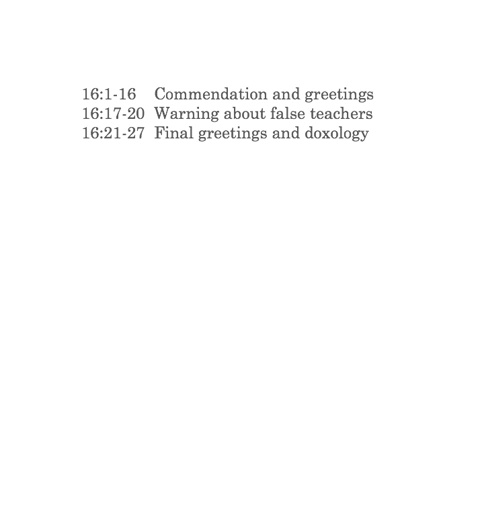 16:1-16 Commendation and greetings
16:17-20 Warning about false teachers
16:21-27 Final greetings and doxology